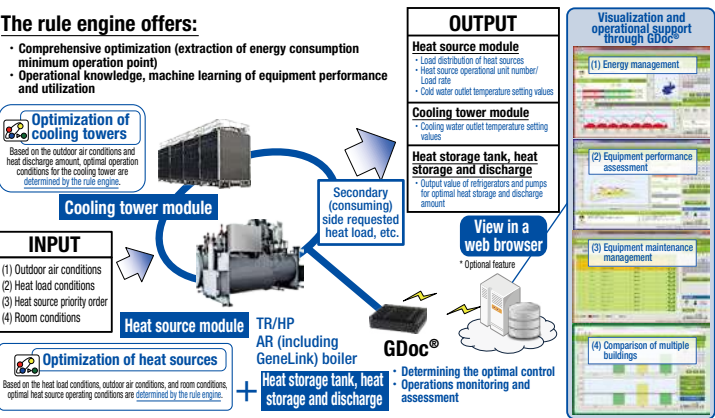 The rule engine offers:
· Comprehensive optimization (extraction of energy consumption
minimum operation point)
· Operational knowledge, machine learning of equipment performance
and utilization
Optimization of
cooling towers
Based on the outdoor air conditions and
heat discharge amount, optimal operation
conditions for the cooling tower are
determined by the rule engine.
Cooling tower module
INPUT
(1) Outdoor air conditions
(2) Heat load conditions
(3) Heat source priority order
(4) Room conditions
Heat source module
TR/HP
AR (including
GeneLink) boiler
Optimization of heat sources
Based on the heat load conditions, outdoor air conditions, and room conditions,
optimal heat source operating conditions are determined by the rule engine.
+
Heat storage tank, heat
storage and discharge
Secondary
(consuming)
side requested
heat load, etc.
OUTPUT
Heat source module
· Load distribution of heat sources
· Heat source operational unit number/
Load rate
· Cold water outlet temperature setting values
Cooling tower module
· Cooling water outlet temperature setting
values
Heat storage tank, heat
storage and discharge
· Output value of refrigerators and pumps
for optimal heat storage and discharge
amount
View in a
web browser
* Optional feature
GDoc®
· Determining the optimal control
· Operations monitoring and
assessment
Visualization and
operational support
through GDoc®
(1) Energy management
(2) Equipment performance
assessment
(3) Equipment maintenance
management
(4) Comparison of multiple
buildings